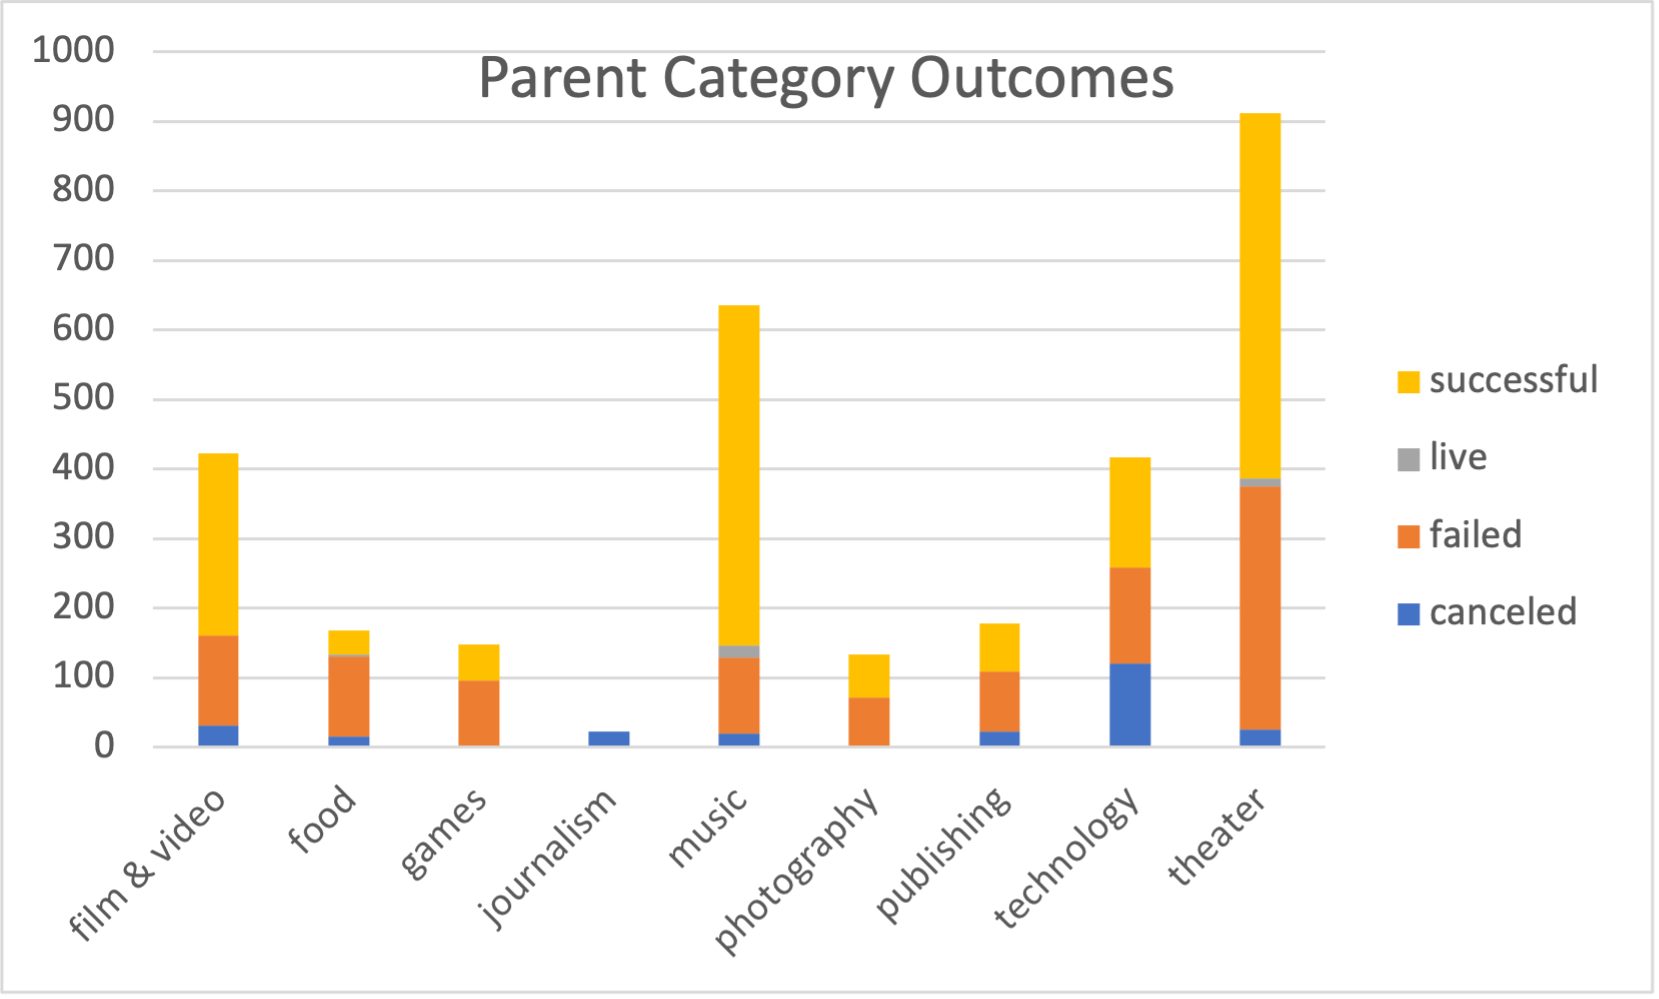 Parent Category Outcomes
1000
900
800
700
600
500
400
300
200
100
0
film & video
food
games
journalism
music
photography
publishing
technology
theater
successful
live
failed
canceled